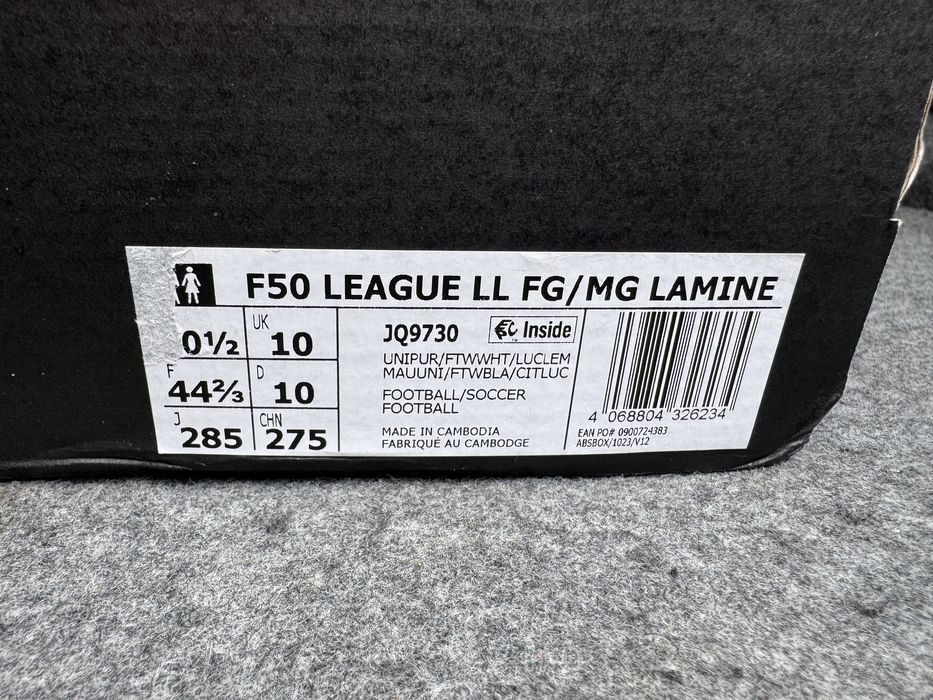 F50 LEAGUE LL FG/MG LAMINE
0½
UK
10
F
44⅔
D
10
J
285
CHN
275
JQ9730
Inside
UNIPUR/FTWWHT/LUCLEM
MAUUNI/FTWBLA/CITLUC
FOOTBALL/SOCCER
FOOTBALL
MADE IN CAMBODIA
FABRIQUÉ AU CAMBODGE
4 068804 326234
EAN PO# 0900724383
ABSBOX/1023/V12